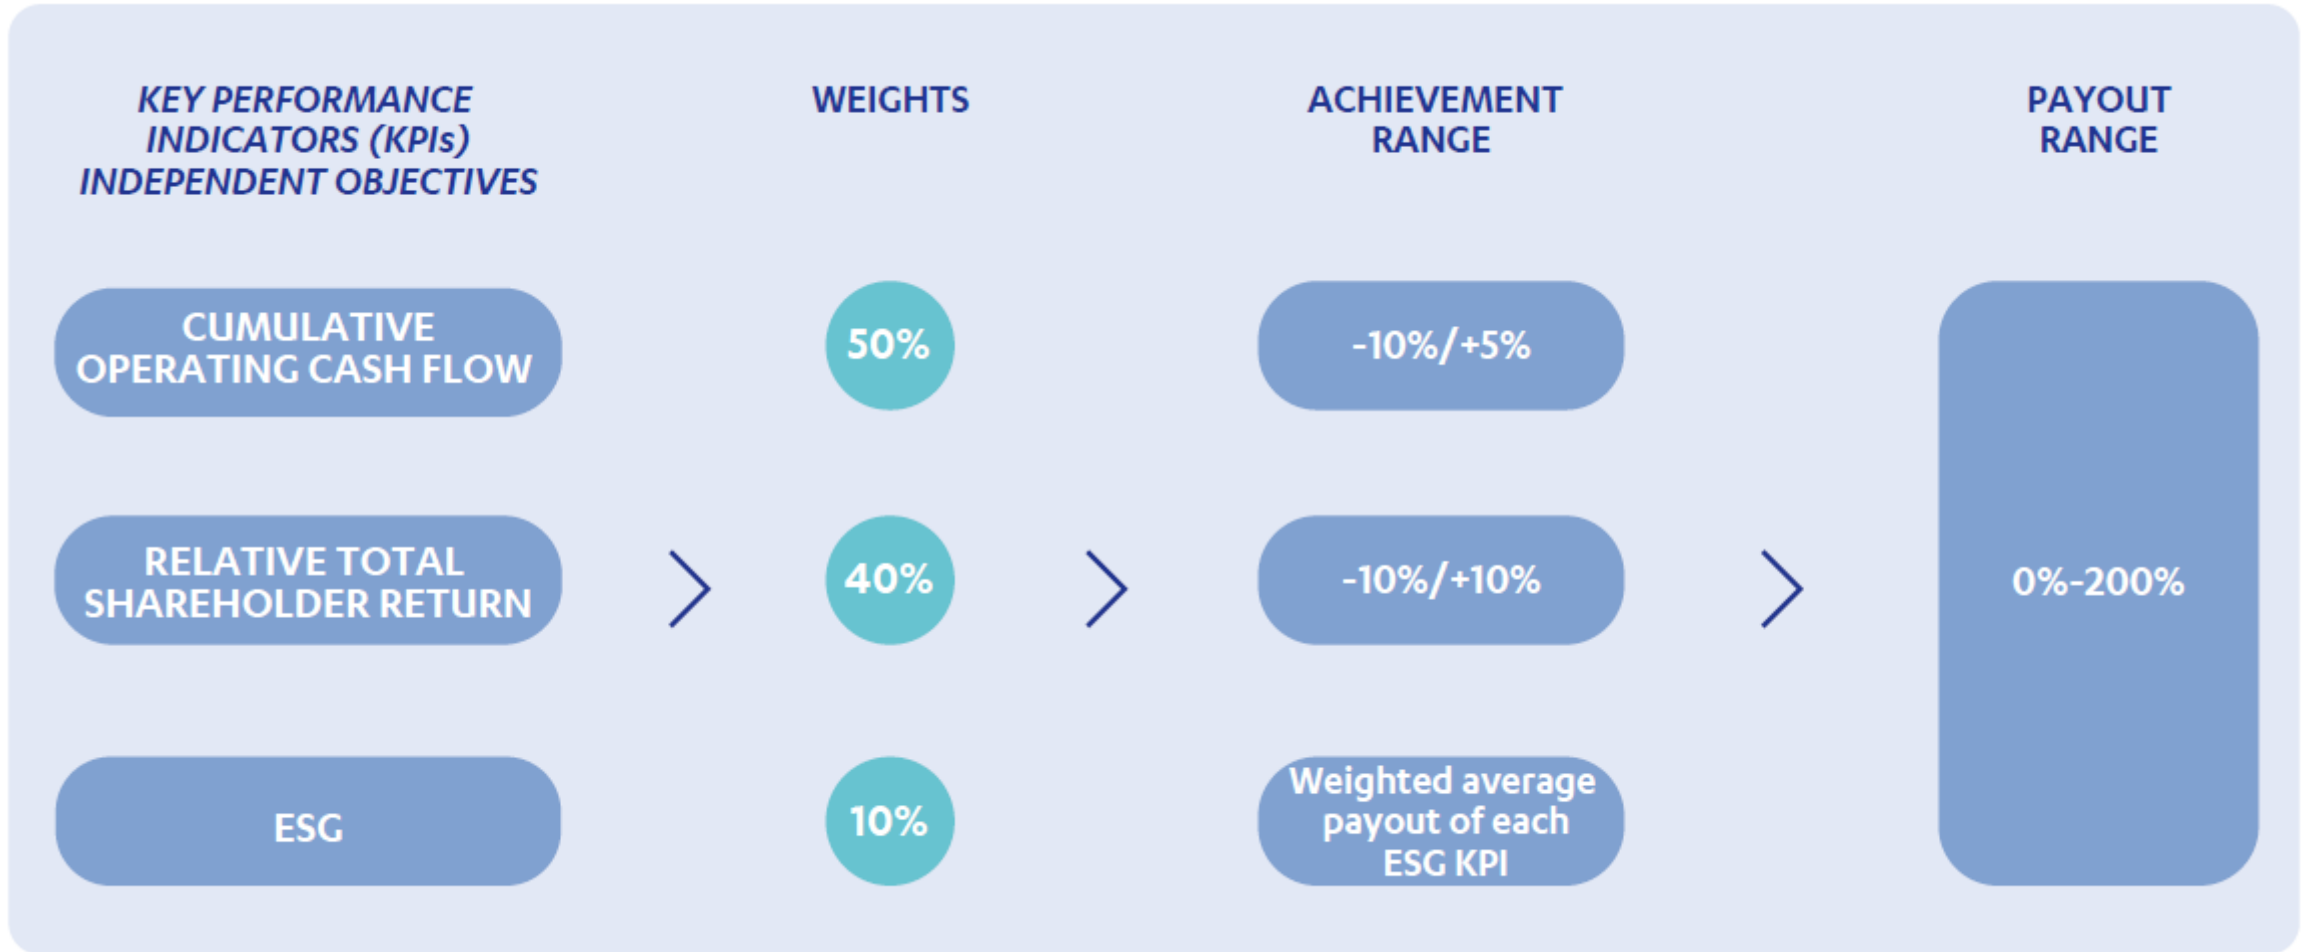 KEY PERFORMANCE
INDICATORS (KPIs)
INDEPENDENT OBJECTIVES
WEIGHTS
ACHIEVEMENT
RANGE
PAYOUT
RANGE
CUMULATIVE
OPERATING CASH FLOW
50%
-10%/+5%
RELATIVE TOTAL
SHAREHOLDER RETURN
40%
-10%/+10%
0%-200%
ESG
10%
Weighted average
payout of each
ESG KPI